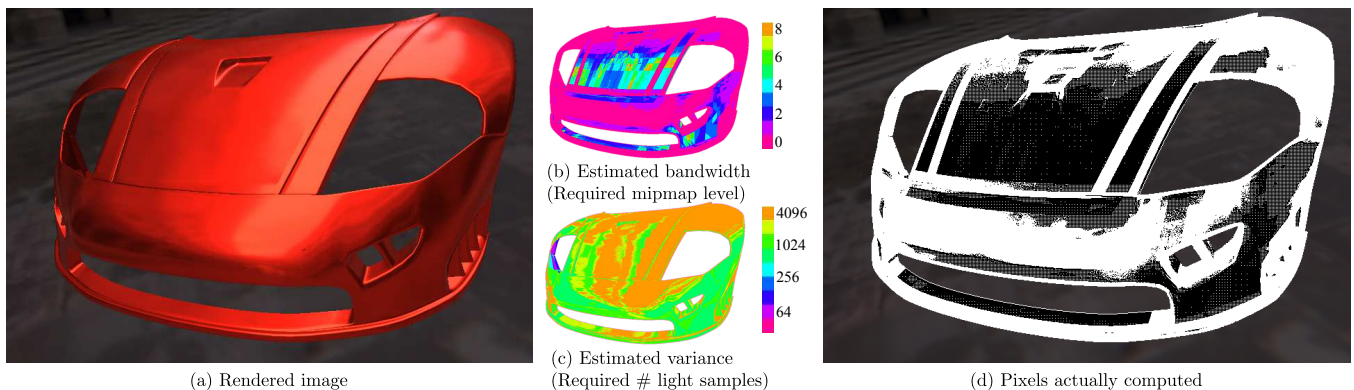 8
6
4
2
0
(b) Estimated bandwidth
(Required mipmap level)
4096
1024
256
64
(c) Estimated variance
(Required # light samples)
(a) Rendered image
(d) Pixels actually computed